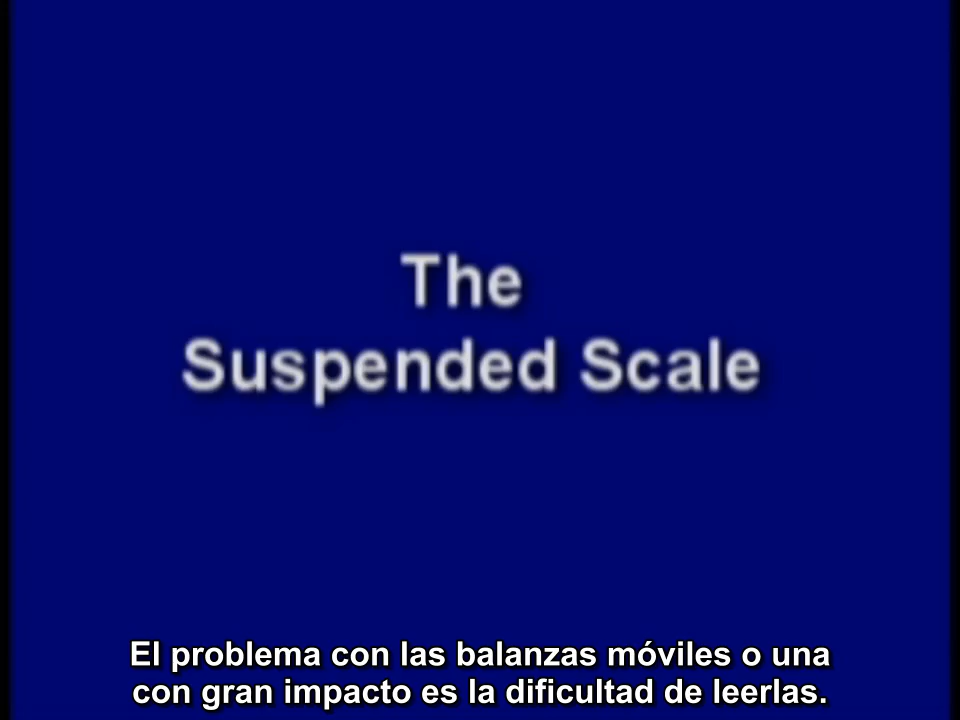 The
Suspended Scale
El problema con las balanzas móviles o una
con gran impacto es la dificultad de leerlas.